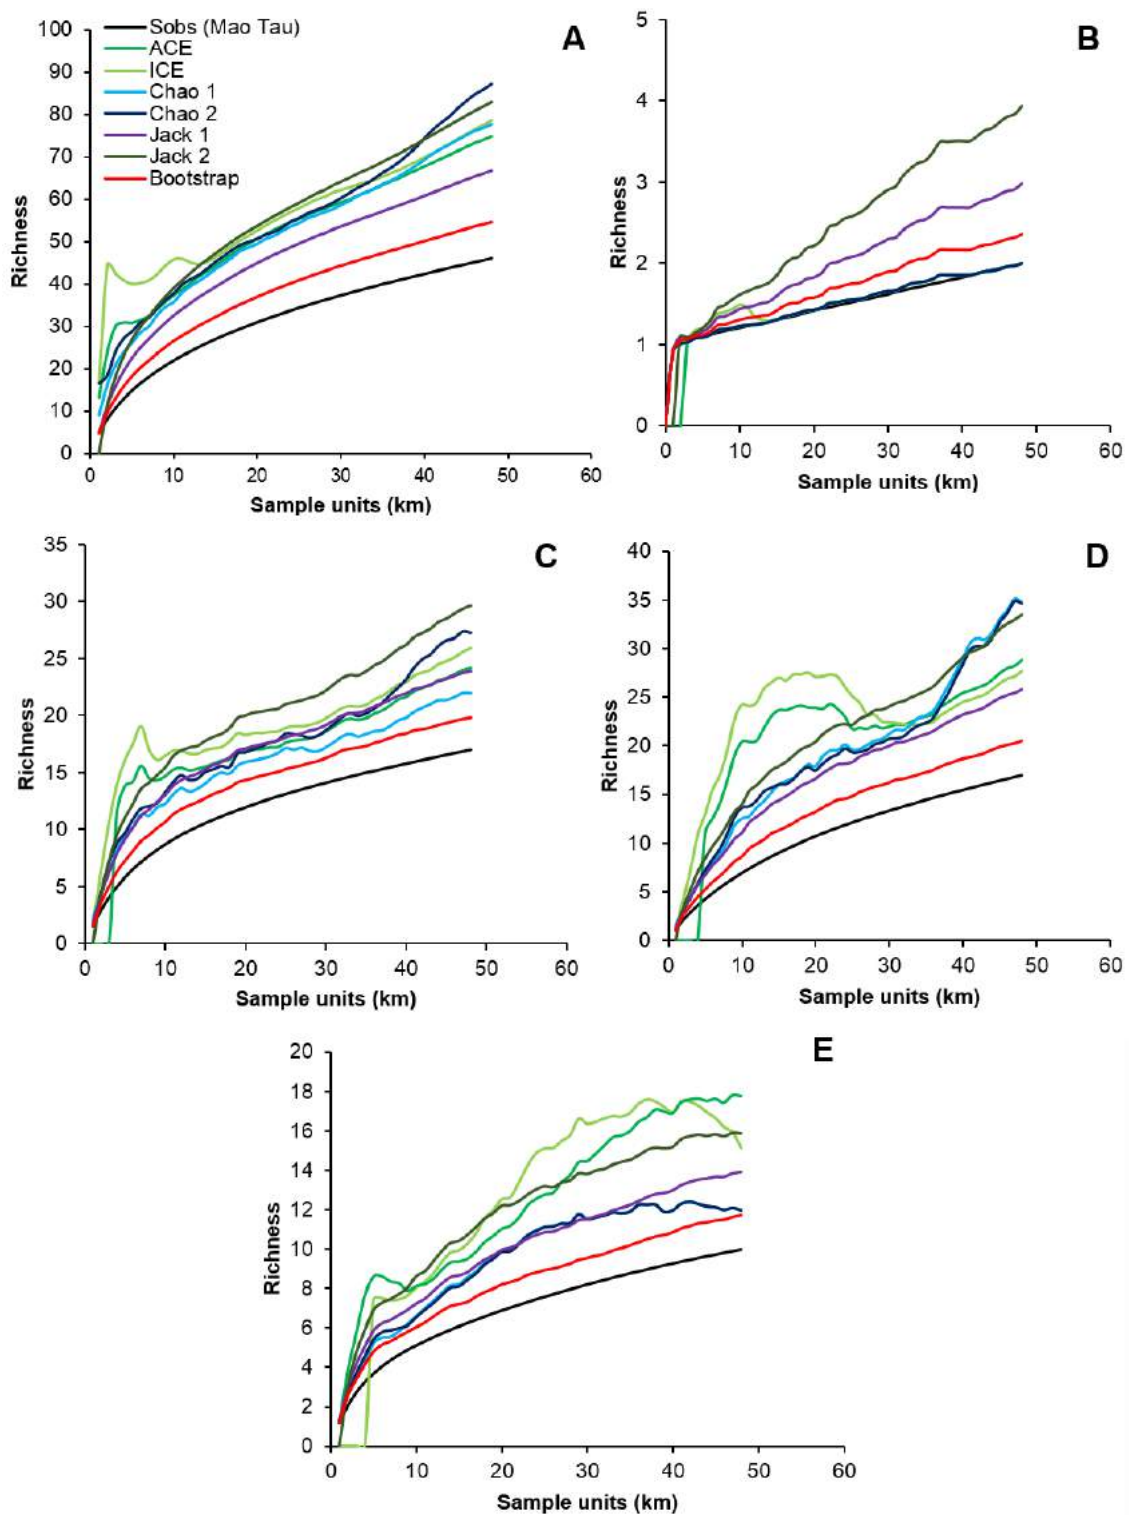 A
Sobs (Mao Tau)
ACE
ICE
Chao 1
Chao 2
Jack 1
Jack 2
Bootstrap
100
90
80
70
60
50
40
30
20
10
0
Richness
0 10 20 30 40 50 60
Sample units (km)
B
5
4
3
2
1
0
Richness
0 10 20 30 40 50 60
Sample units (km)
C
35
30
25
20
15
10
5
0
Richness
0 10 20 30 40 50 60
Sample units (km)
D
40
35
30
25
20
15
10
5
0
Richness
0 10 20 30 40 50 60
Sample units (km)
E
20
18
16
14
12
10
8
6
4
2
0
Richness
0 10 20 30 40 50 60
Sample units (km)